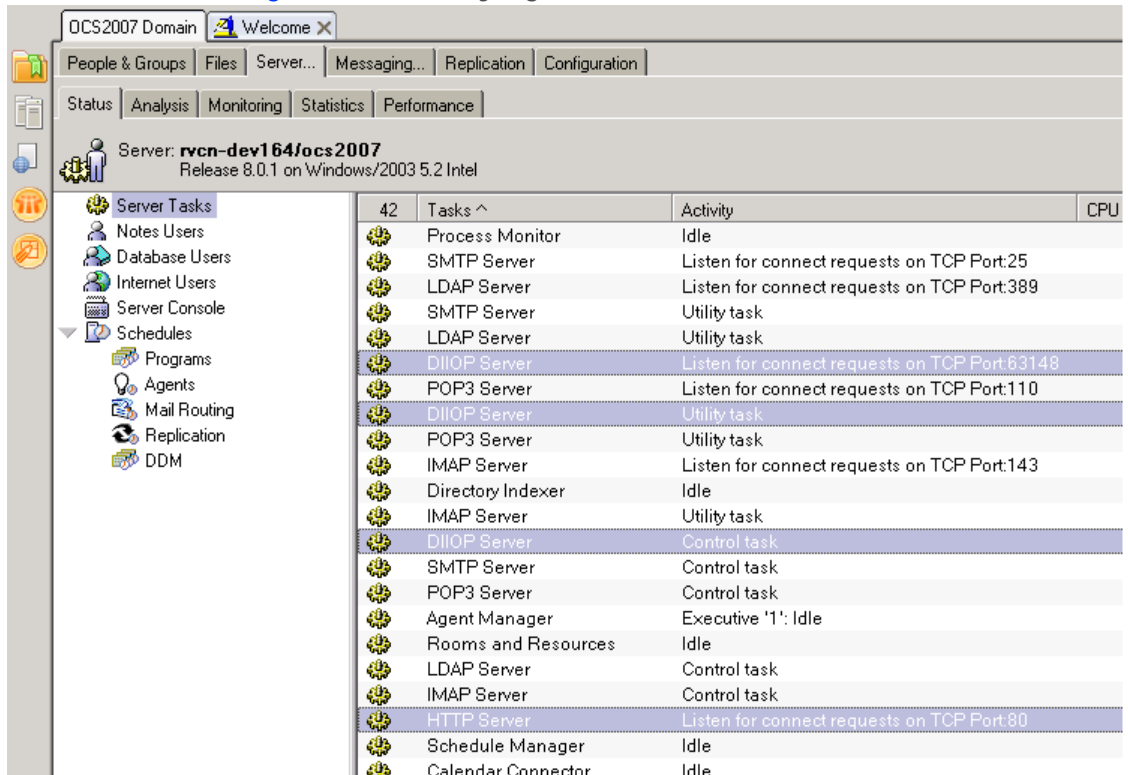 OCS2007 Domain Welcome
People & Groups Files Server... Messaging... Replication Configuration
Status Analysis Monitoring Statistics Performance
Server: rvcn-dev164/ocs2007
Release 8.0.1 on Windows/2003 5.2 Intel
Server Tasks
Notes Users
Database Users
Internet Users
Server Console
Schedules
Programs
Agents
Mail Routing
Replication
DDM
42 Tasks ^ Activity CPU
Process Monitor Idle
SMTP Server Listen for connect requests on TCP Port:25
LDAP Server Listen for connect requests on TCP Port:389
SMTP Server Utility task
LDAP Server Utility task
DIIOP Server Listen for connect requests on TCP Port:63148
POP3 Server Listen for connect requests on TCP Port:110
DIIOP Server Utility task
POP3 Server Utility task
IMAP Server Listen for connect requests on TCP Port:143
Directory Indexer Idle
IMAP Server Utility task
DIIOP Server Control task
SMTP Server Control task
POP3 Server Control task
Agent Manager Executive '1': Idle
Rooms and Resources Idle
LDAP Server Control task
IMAP Server Control task
HTTP Server Listen for connect requests on TCP Port:80
Schedule Manager Idle
Calendar Connector Idle